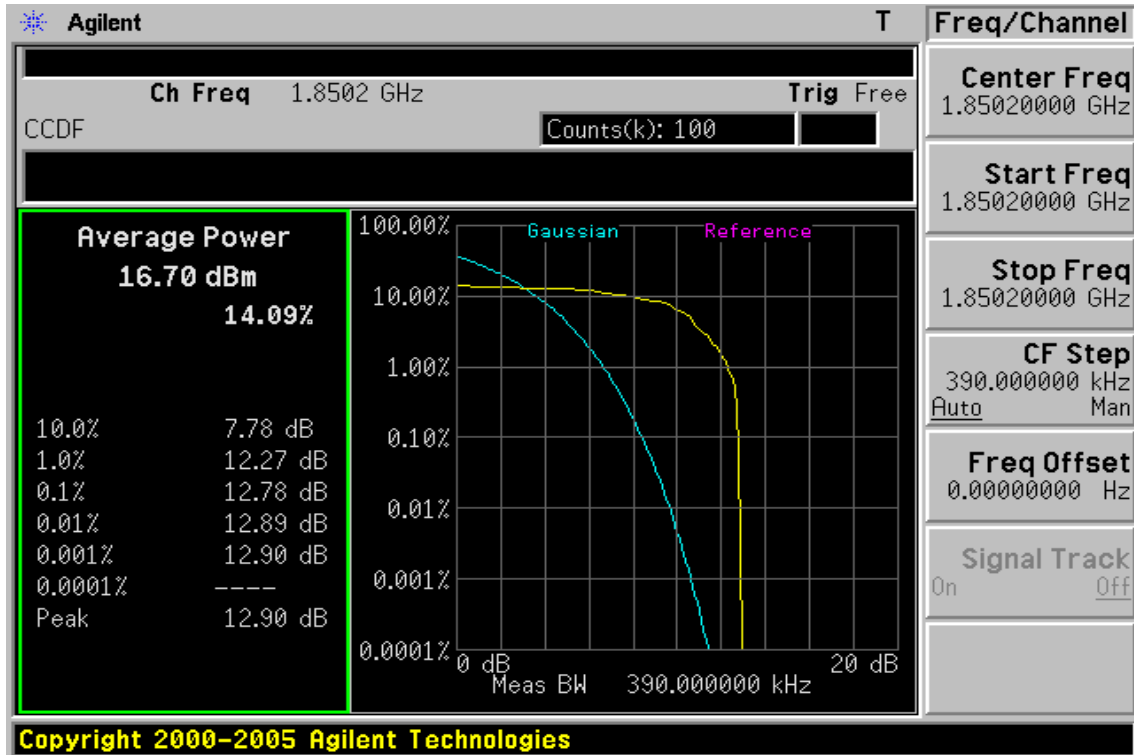 Agilent T Freq/Channel
Ch Freq 1.8502 GHz Trig Free
CCDF Counts(k): 100
Average Power
16.70 dBm
14.09%
10.0% 7.78 dB
1.0% 12.27 dB
0.1% 12.78 dB
0.01% 12.89 dB
0.001% 12.90 dB
0.0001% ----
Peak 12.90 dB
Gaussian Reference
100.00%
10.00%
1.00%
0.10%
0.01%
0.001%
0.0001%
0 dB 20 dB
Meas BW 390.000000 kHz
Center Freq
1.85020000 GHz
Start Freq
1.85020000 GHz
Stop Freq
1.85020000 GHz
CF Step
390.000000 kHz
Auto Man
Freq Offset
0.00000000 Hz
Signal Track
On Off
Copyright 2000-2005 Agilent Technologies